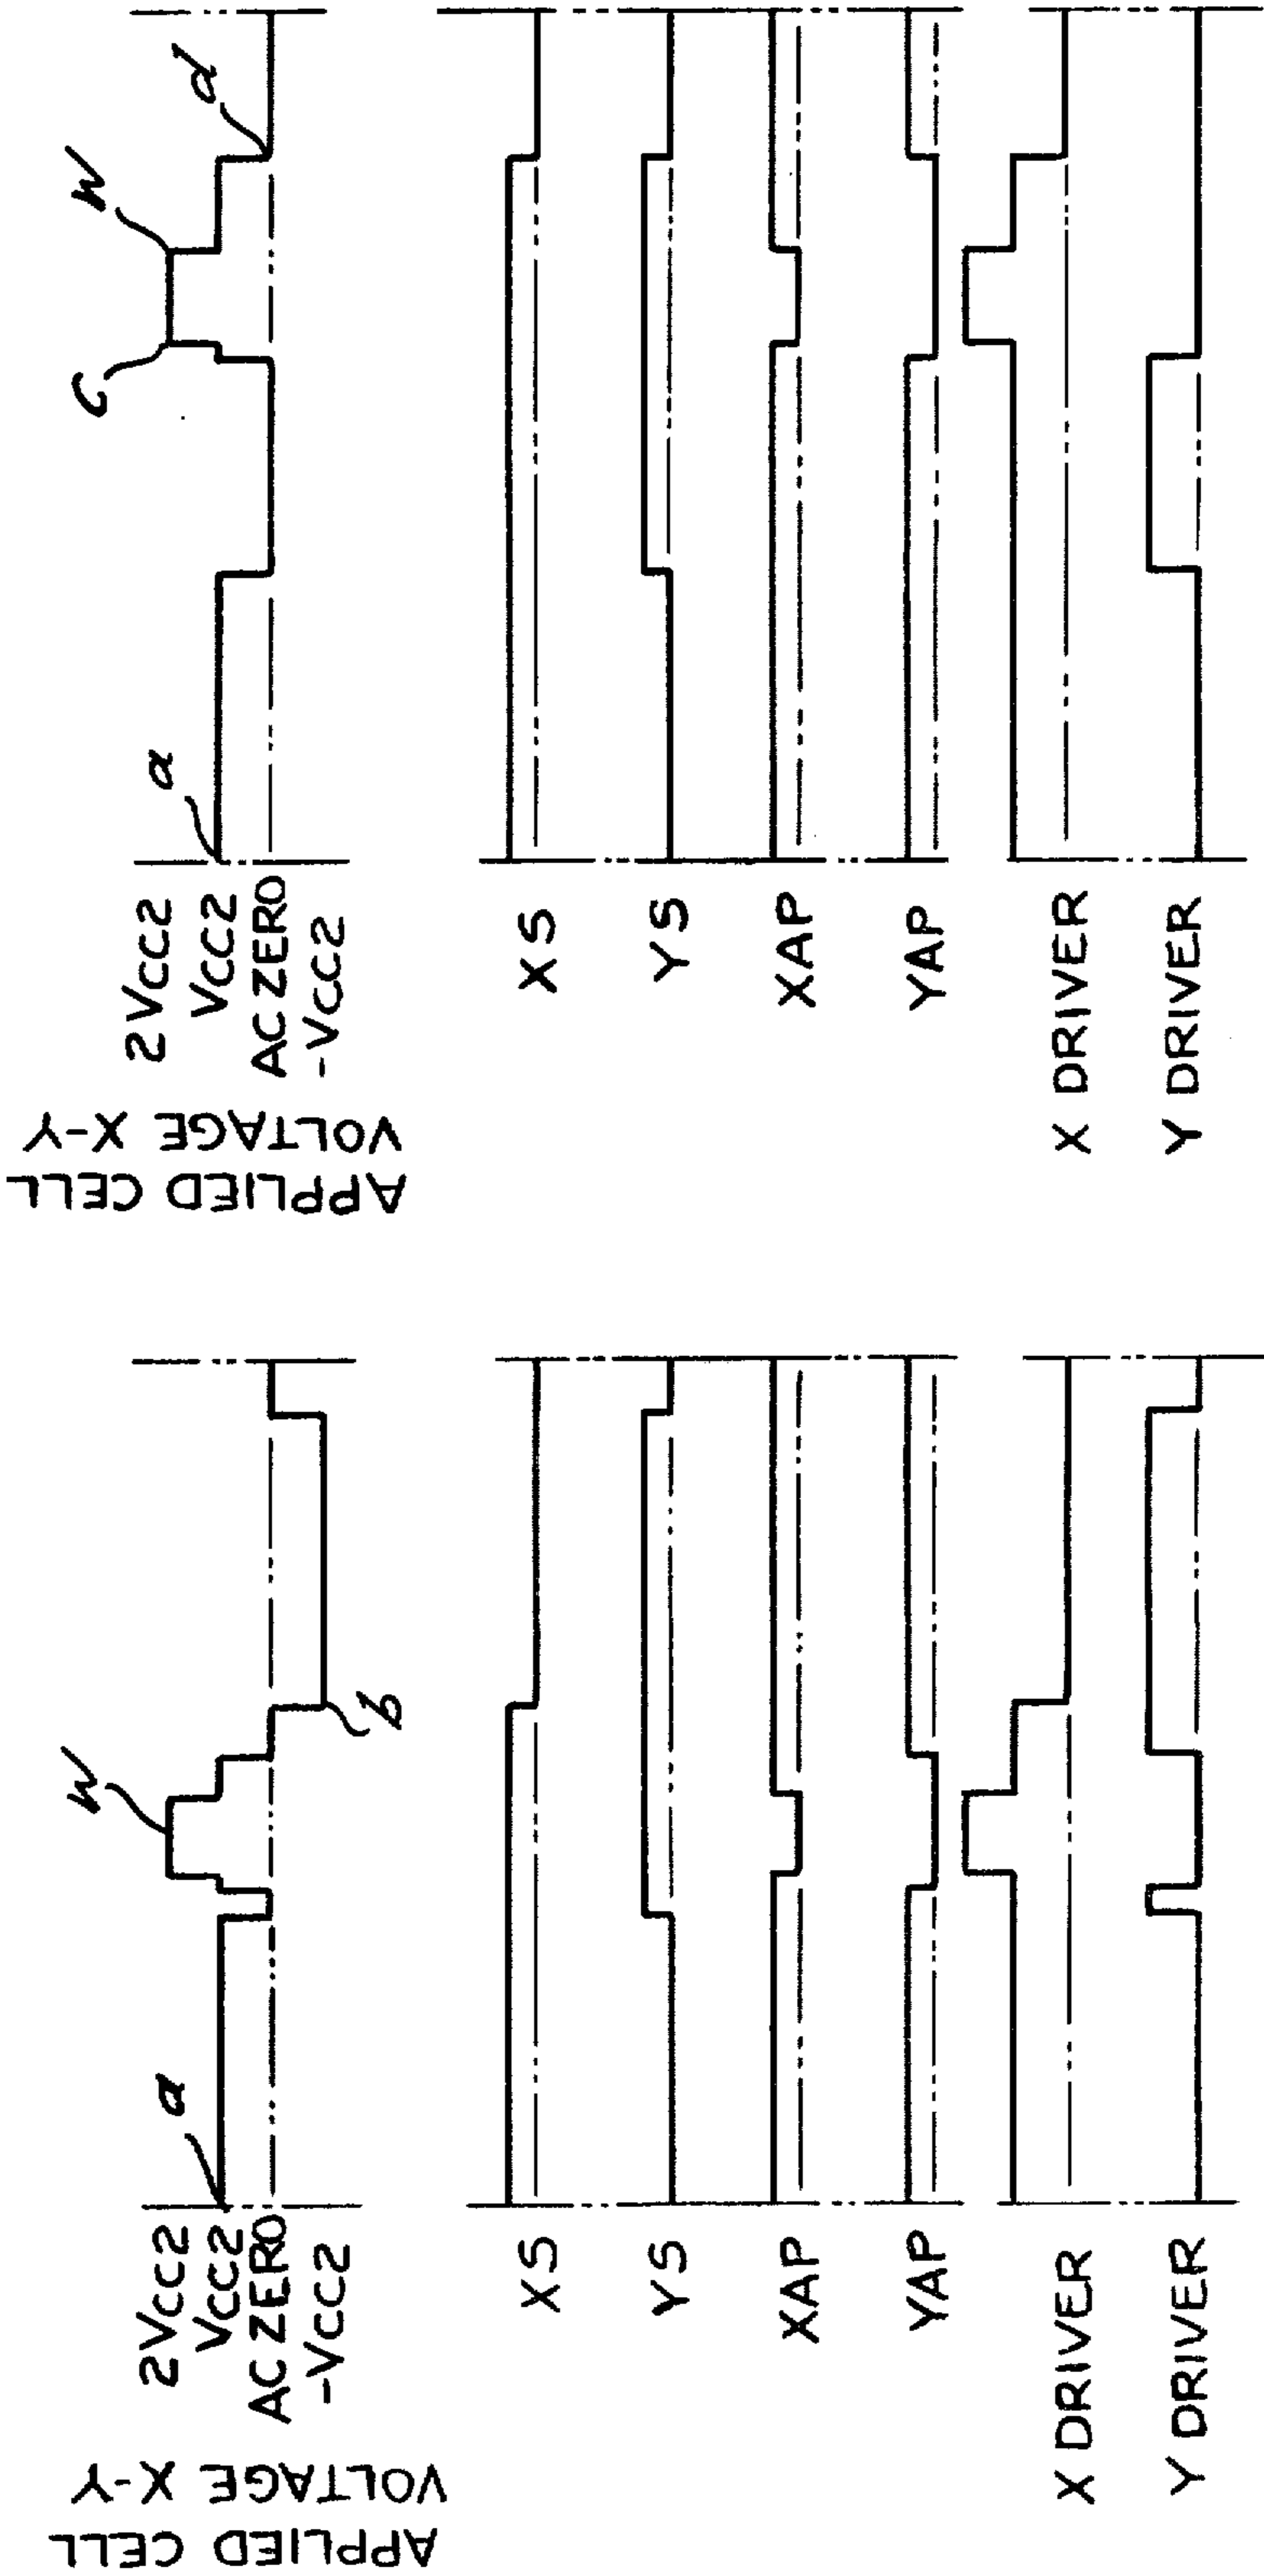 APPLIED CELL
VOLTAGE X-Y
2VCC2
VCC2
AC ZERO
-VCC2
a
W
b
XS
YS
XAP
YAP
X DRIVER
Y DRIVER
APPLIED CELL
VOLTAGE X-Y
2VCC2
VCC2
AC ZERO
-VCC2
a
C
W
d
XS
YS
XAP
YAP
X DRIVER
Y DRIVER